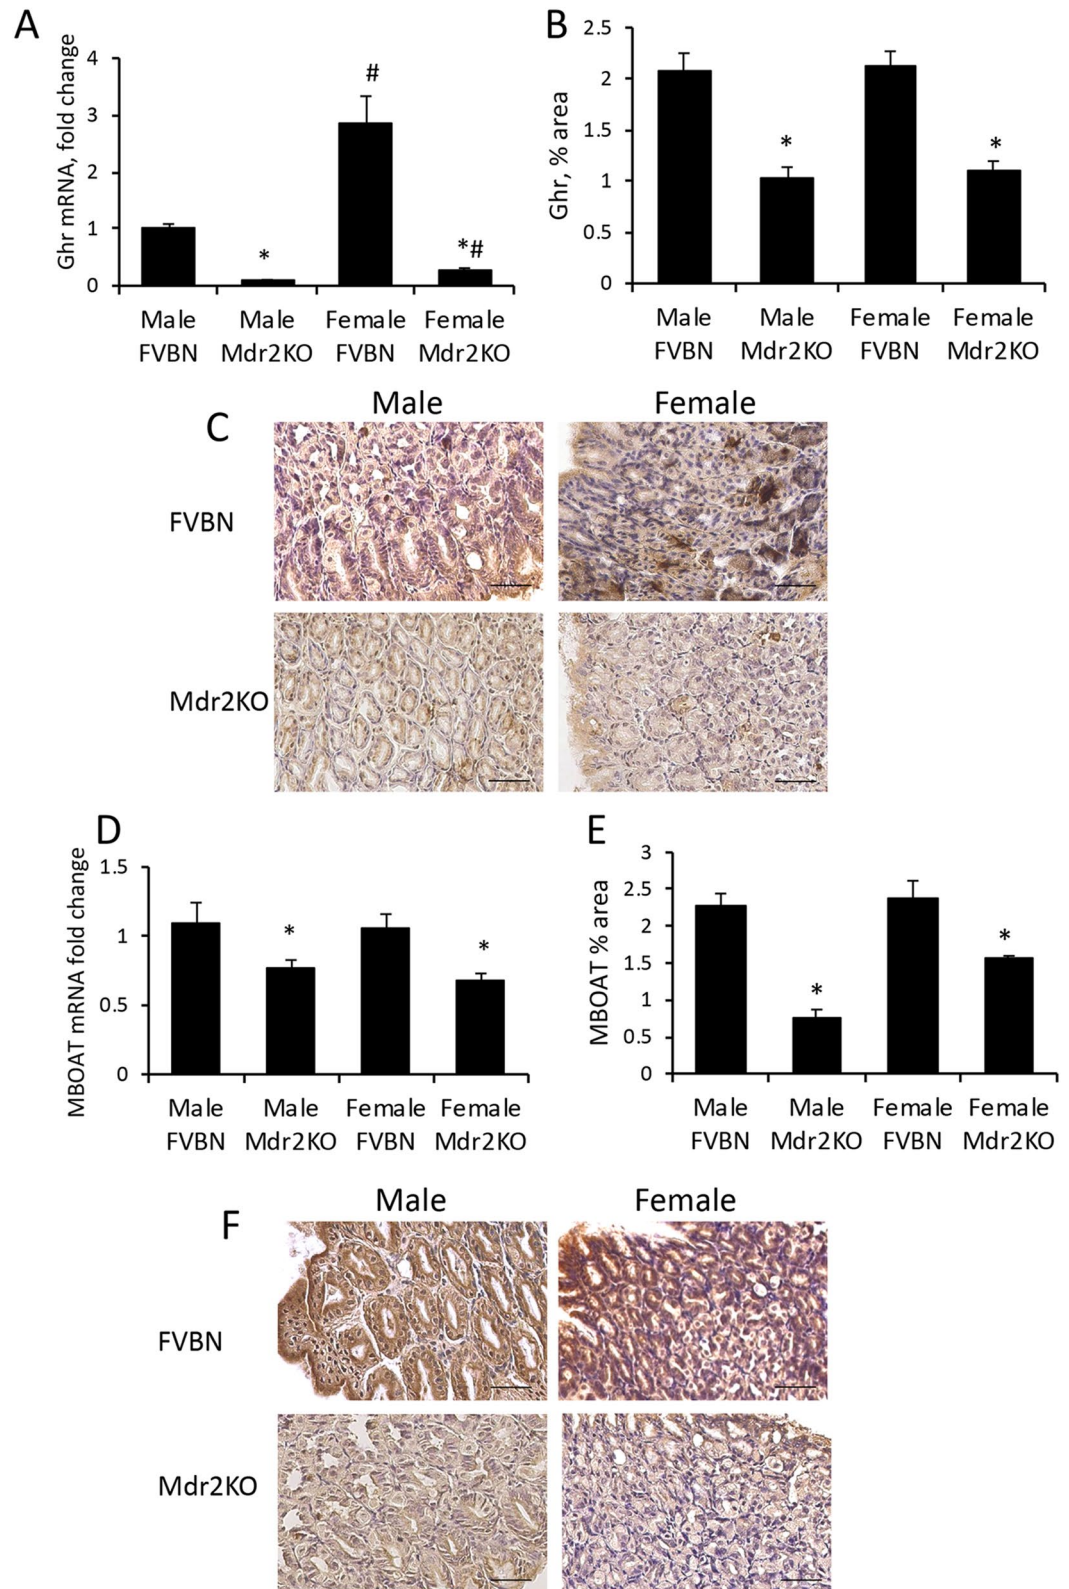 A
Ghr mRNA, fold change
4
3
2
1
0
*
#
*#
Male FVBN
Male Mdr2KO
Female FVBN
Female Mdr2KO
B
Ghr, % area
2.5
2
1.5
1
0.5
0
*
*
Male FVBN
Male Mdr2KO
Female FVBN
Female Mdr2KO
C
Male
Female
FVBN
Mdr2KO
D
MBOAT mRNA fold change
1.5
1
0.5
0
*
*
Male FVBN
Male Mdr2KO
Female FVBN
Female Mdr2KO
E
MBOAT % area
3
2.5
2
1.5
1
0.5
0
*
*
Male FVBN
Male Mdr2KO
Female FVBN
Female Mdr2KO
F
Male
Female
FVBN
Mdr2KO